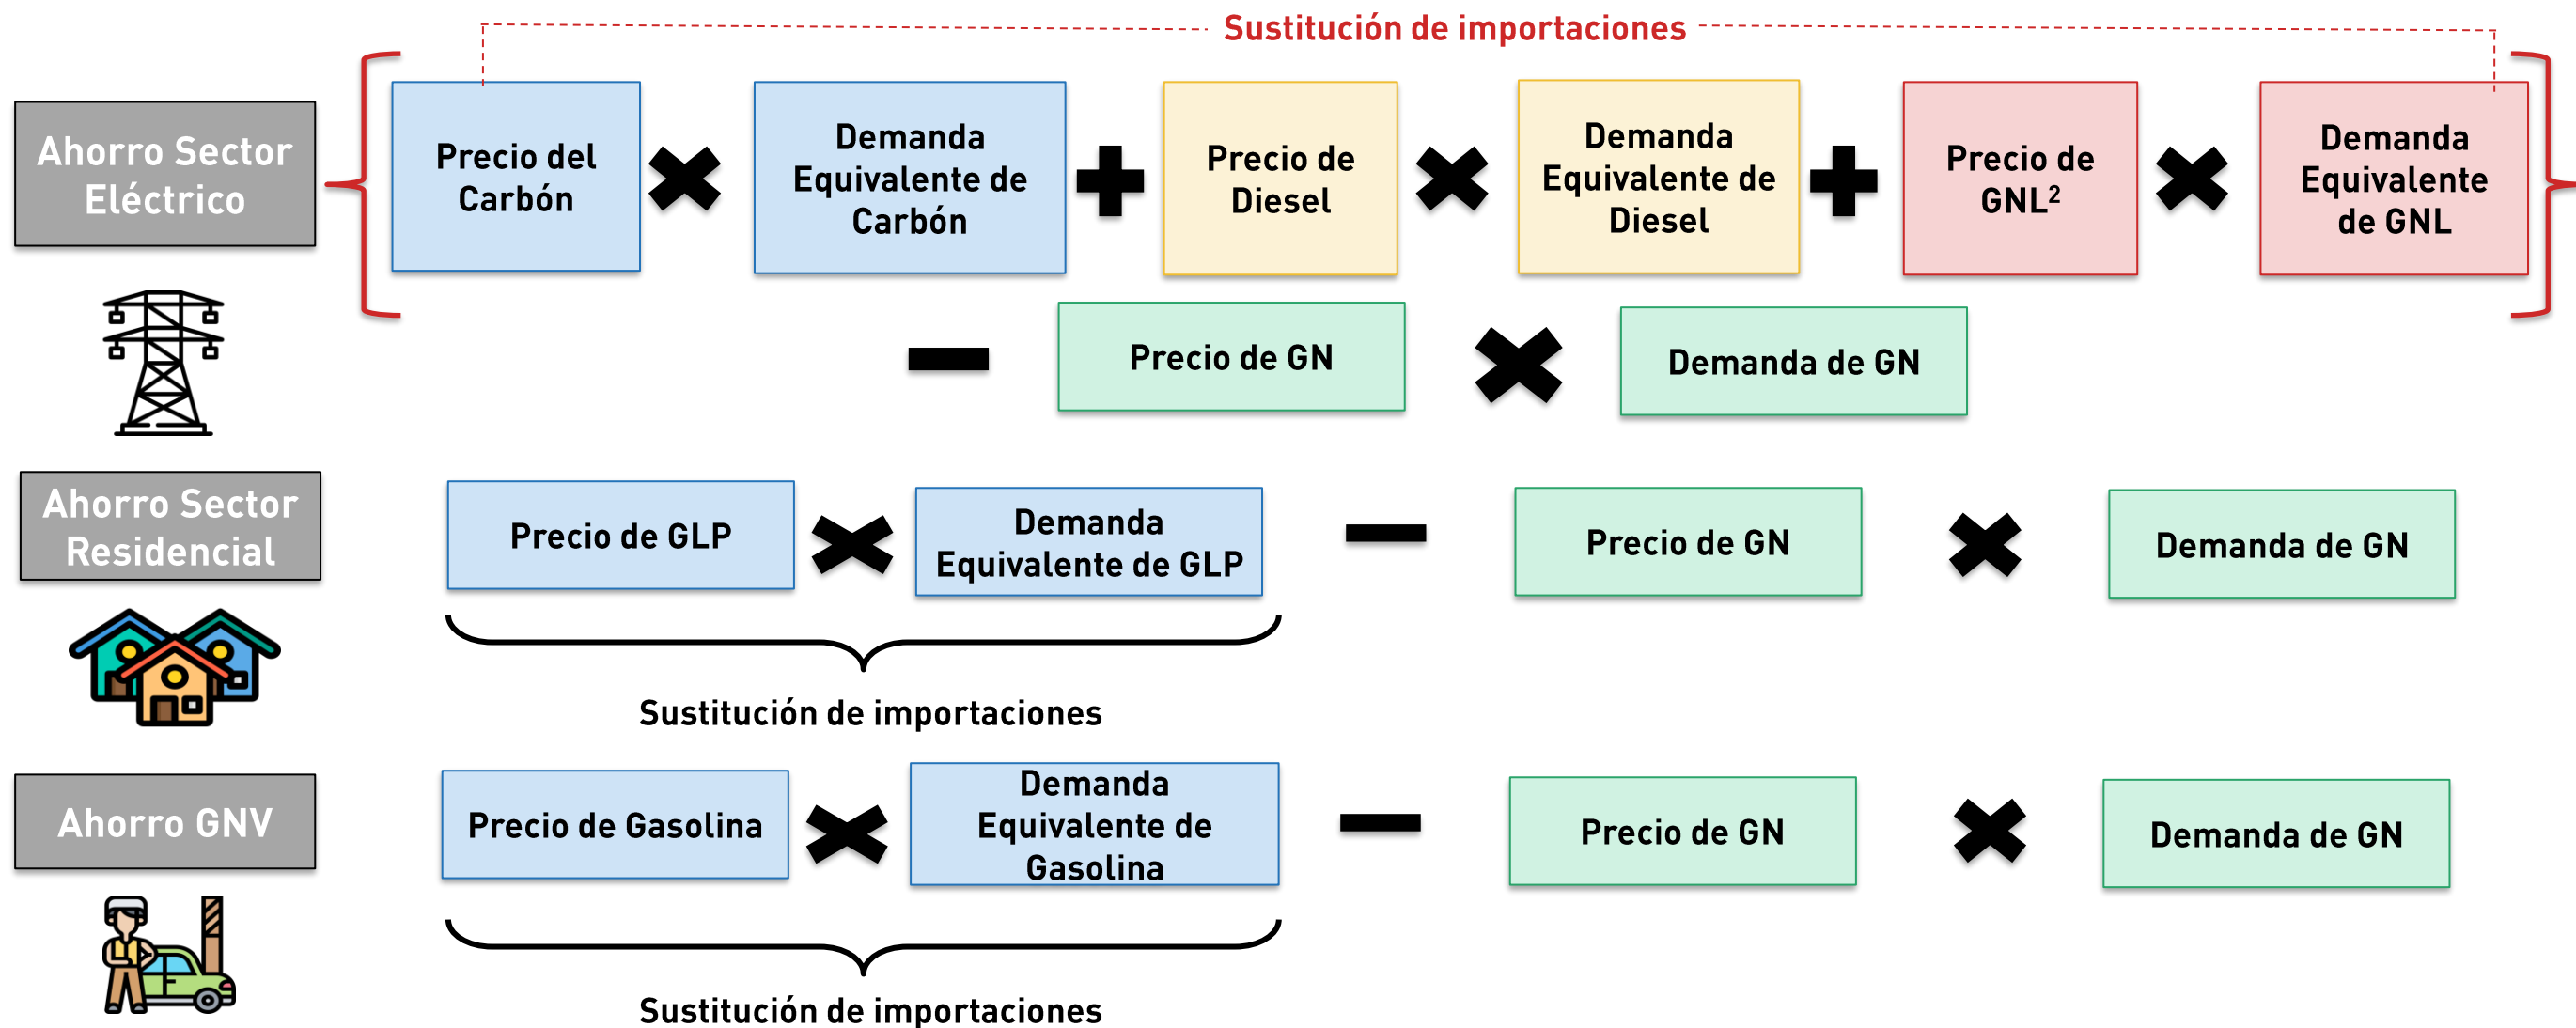 Sustitución de importaciones
Ahorro Sector
Eléctrico
Precio del
Carbón
Demanda
Equivalente de
Carbón
Precio de
Diesel
Demanda
Equivalente de
Diesel
Precio de
GNL²
Demanda
Equivalente
de GNL
Precio de GN
Demanda de GN
Ahorro Sector
Residencial
Precio de GLP
Demanda
Equivalente de GLP
Precio de GN
Demanda de GN
Sustitución de importaciones
Ahorro GNV
Precio de Gasolina
Demanda
Equivalente de
Gasolina
Precio de GN
Demanda de GN
Sustitución de importaciones